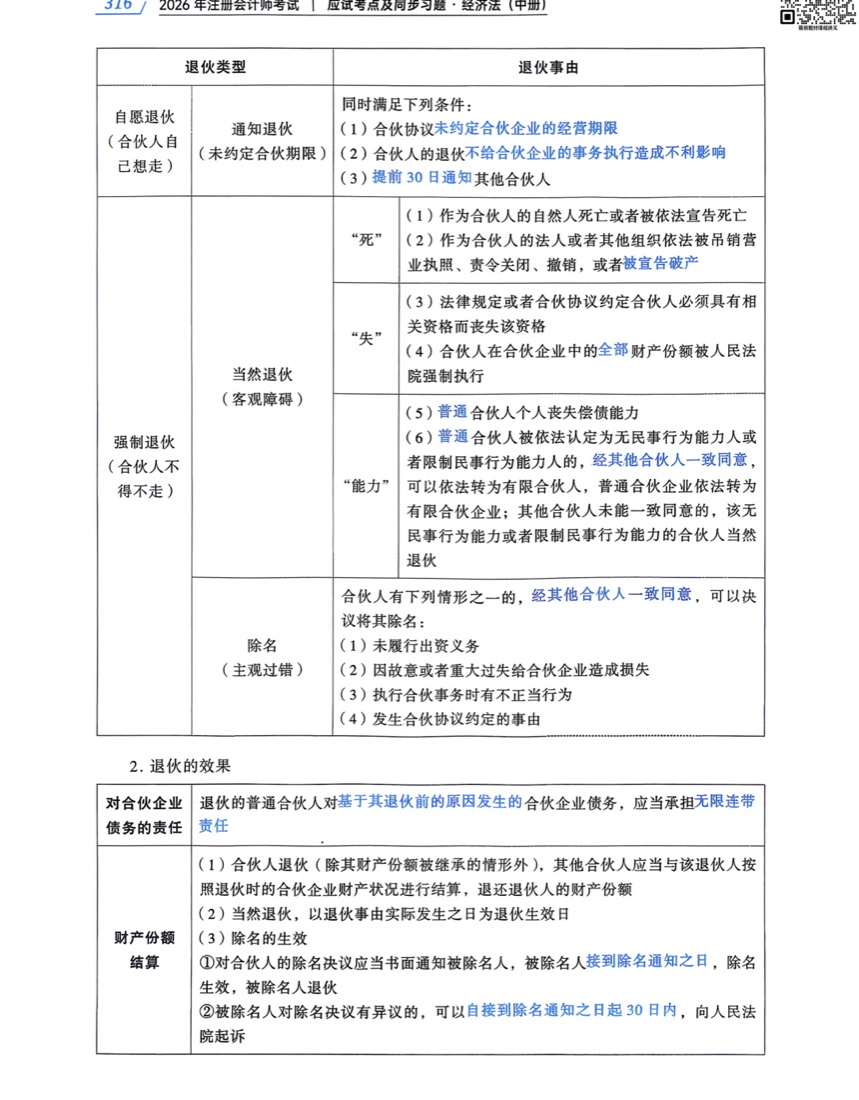 316 2026 年注册会计师考试 | 应试考点及同步习题·经济法（中册）
退伙类型 退伙事由
自愿退伙
（合伙人自
己想走）
通知退伙
（未约定合伙期限）
同时满足下列条件：
（1）合伙协议未约定合伙企业的经营期限
（2）合伙人的退伙不给合伙企业的事务执行造成不利影响
（3）提前 30 日通知其他合伙人
强制退伙
（合伙人不
得不走）
当然退伙
（客观障碍）
“死”
（1）作为合伙人的自然人死亡或者被依法宣告死亡
（2）作为合伙人的法人或者其他组织依法被吊销营
业执照、责令关闭、撤销，或者被宣告破产
“失”
（3）法律规定或者合伙协议约定合伙人必须具有相
关资格而丧失该资格
（4）合伙人在合伙企业中的全部财产份额被人民法
院强制执行
“能力”
（5）普通合伙人个人丧失偿债能力
（6）普通合伙人被依法认定为无民事行为能力人或
者限制民事行为能力人的，经其他合伙人一致同意，
可以依法转为有限合伙人，普通合伙企业依法转为
有限合伙企业；其他合伙人未能一致同意的，该无
民事行为能力或者限制民事行为能力的合伙人当然
退伙
除名
（主观过错）
合伙人有下列情形之一的，经其他合伙人一致同意，可以决
议将其除名：
（1）未履行出资义务
（2）因故意或者重大过失给合伙企业造成损失
（3）执行合伙事务时有不正当行为
（4）发生合伙协议约定的事由
2. 退伙的效果
对合伙企业
债务的责任
退伙的普通合伙人对基于其退伙前的原因发生的合伙企业债务，应当承担无限连带
责任
财产份额
结算
（1）合伙人退伙（除其财产份额被继承的情形外），其他合伙人应当与该退伙人按
照退伙时的合伙企业财产状况进行结算，退还退伙人的财产份额
（2）当然退伙，以退伙事由实际发生之日为退伙生效日
（3）除名的生效
①对合伙人的除名决议应当书面通知被除名人，被除名人接到除名通知之日，除名
生效，被除名人退伙
②被除名人对除名决议有异议的，可以自接到除名通知之日起 30 日内，向人民法
院起诉